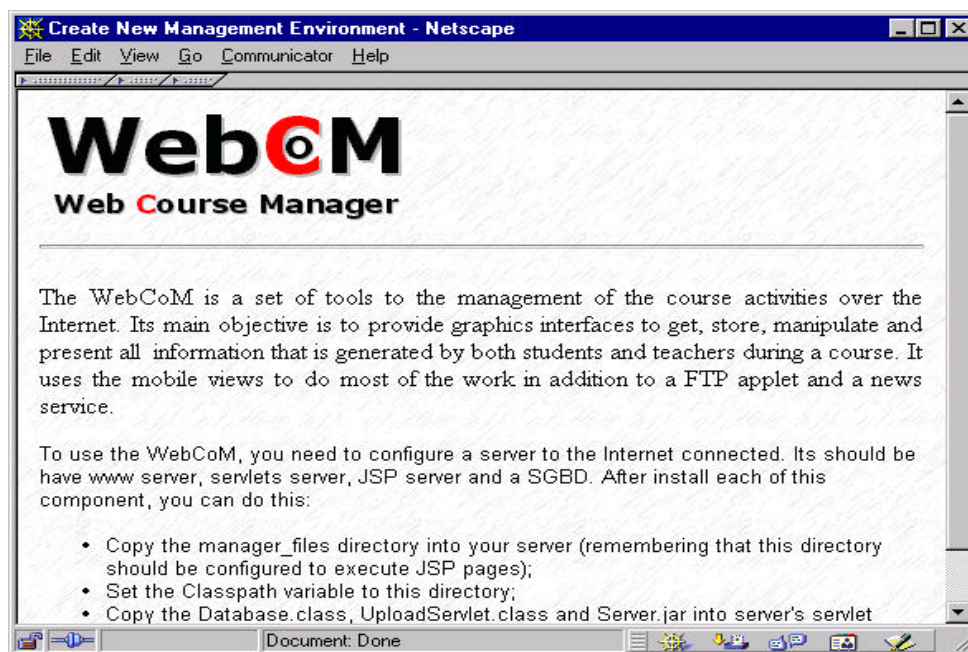 Create New Management Environment - Netscape
File Edit View Go Communicator Help
WebCoM
Web Course Manager
The WebCoM is a set of tools to the management of the course activities over the
Internet. Its main objective is to provide graphics interfaces to get, store, manipulate and
present all information that is generated by both students and teachers during a course. It
uses the mobile views to do most of the work in addition to a FTP applet and a news
service.
To use the WebCoM, you need to configure a server to the Internet connected. Its should be
have www server, servlets server, JSP server and a SGBD. After install each of this
component, you can do this:
• Copy the manager_files directory into your server (remembering that this directory
should be configured to execute JSP pages);
• Set the Classpath variable to this directory;
• Copy the Database.class, UploadServlet.class and Server.jar into server's servlet
Document: Done